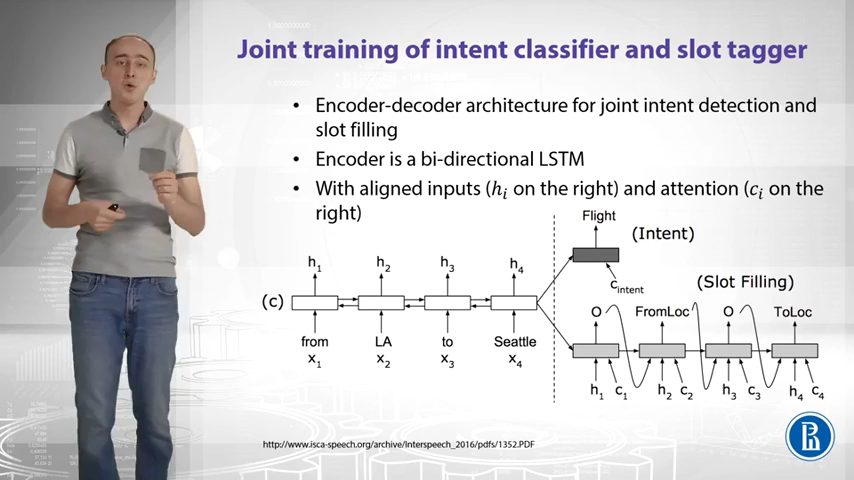 Joint training of intent classifier and slot tagger
• Encoder-decoder architecture for joint intent detection and
slot filling
• Encoder is a bi-directional LSTM
• With aligned inputs (hᵢ on the right) and attention (cᵢ on the
right)
Flight
(Intent)
c_intent
(Slot Filling)
h₁ h₂ h₃ h₄
(c)
from LA to Seattle
x₁ x₂ x₃ x₄
O FromLoc O ToLoc
h₁ c₁ h₂ c₂ h₃ c₃ h₄ c₄
http://www.isca-speech.org/archive/Interspeech_2016/pdfs/1352.PDF